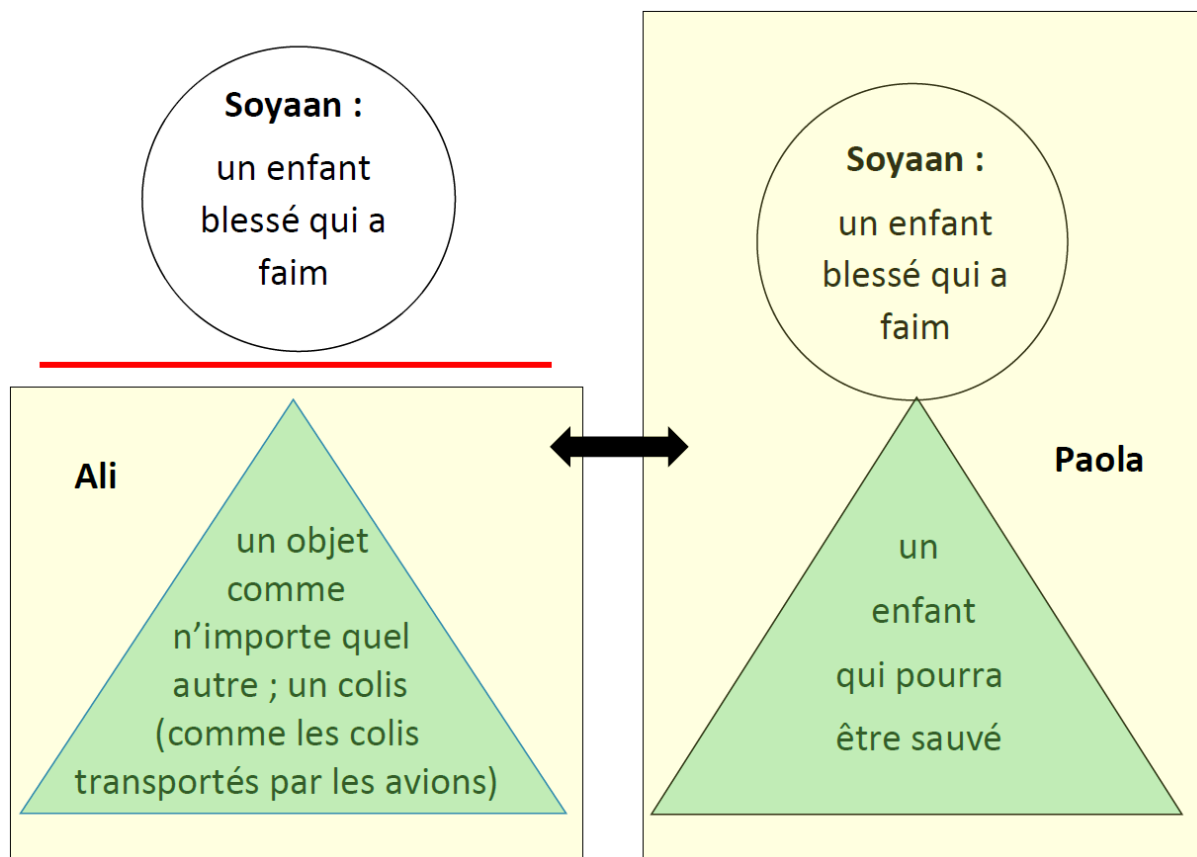 Soyaan :
un enfant
blessé qui a
faim
Ali
un objet
comme
n’importe quel
autre ; un colis
(comme les colis
transportés par les avions)
Soyaan :
un enfant
blessé qui a
faim
Paola
un
enfant
qui pourra
être sauvé